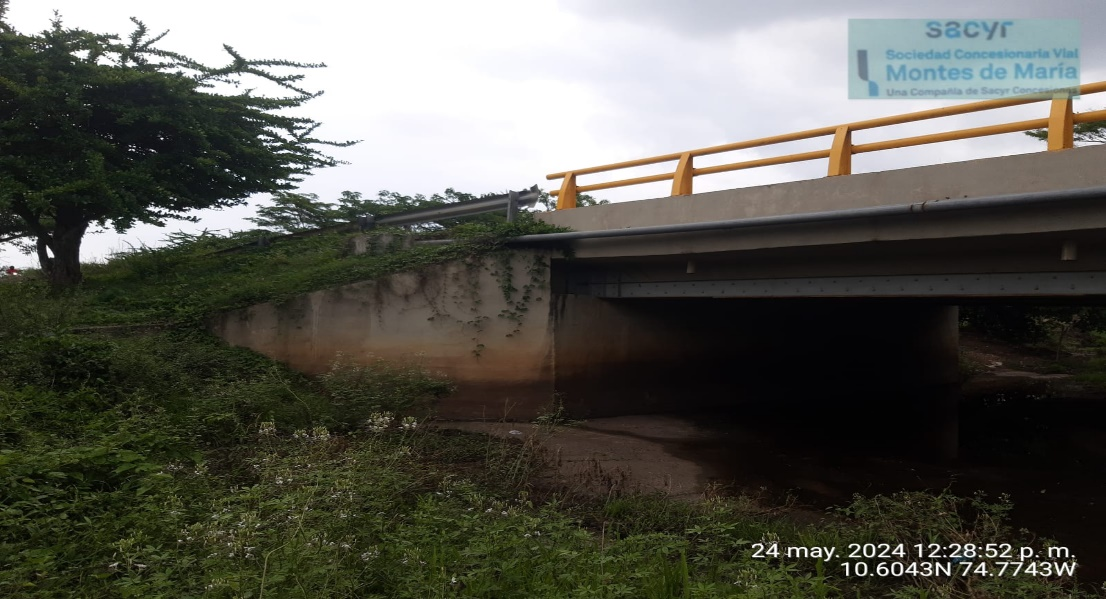 sacyr
Sociedad Concesionaria Vial
Montes de María
Una Compañía de Sacyr Concesiones
24 may. 2024 12:28:52 p. m.
10.6043N 74.7743W